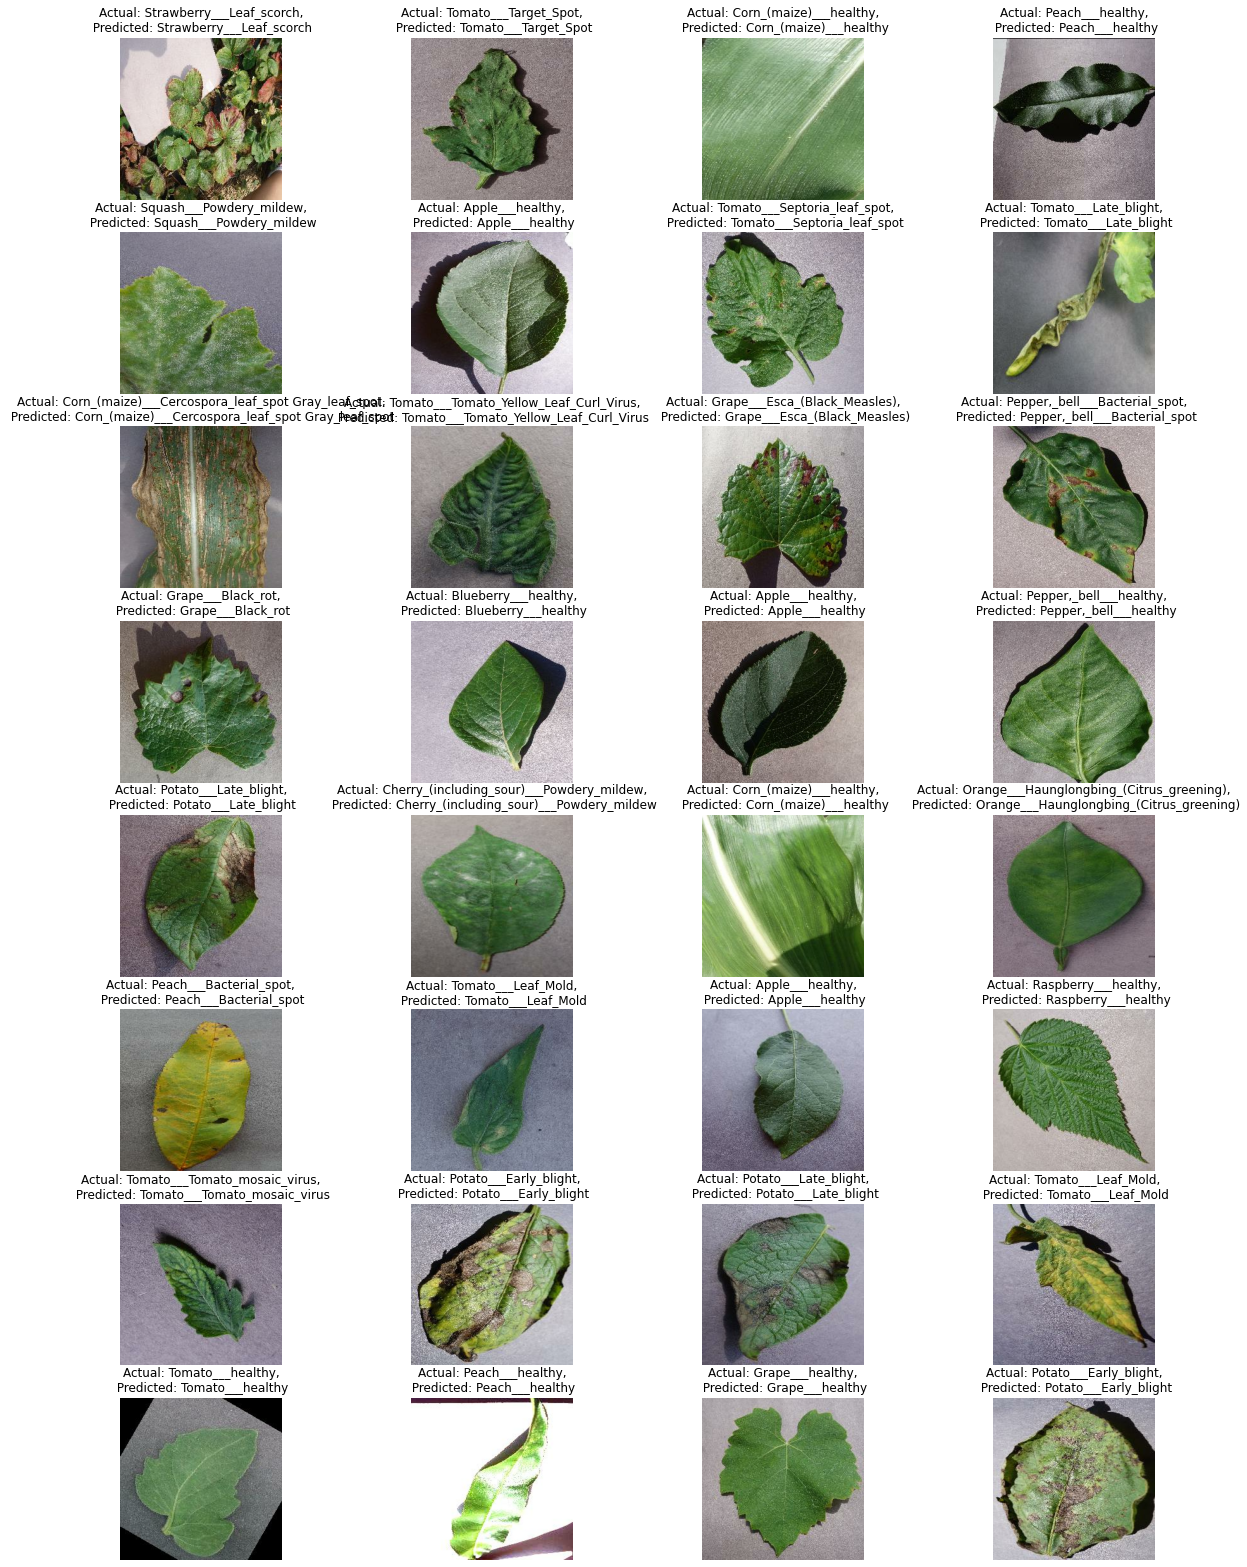 Actual: Strawberry___Leaf_scorch,
Predicted: Strawberry___Leaf_scorch
Actual: Tomato___Target_Spot,
Predicted: Tomato___Target_Spot
Actual: Corn_(maize)___healthy,
Predicted: Corn_(maize)___healthy
Actual: Peach___healthy,
Predicted: Peach___healthy
Actual: Squash___Powdery_mildew,
Predicted: Squash___Powdery_mildew
Actual: Apple___healthy,
Predicted: Apple___healthy
Actual: Tomato___Septoria_leaf_spot,
Predicted: Tomato___Septoria_leaf_spot
Actual: Tomato___Late_blight,
Predicted: Tomato___Late_blight
Actual: Corn_(maize)___Cercospora_leaf_spot Gray_leaf_spot,
Predicted: Corn_(maize)___Cercospora_leaf_spot Gray_leaf_spot
Actual: Tomato___Tomato_Yellow_Leaf_Curl_Virus,
Predicted: Tomato___Tomato_Yellow_Leaf_Curl_Virus
Actual: Grape___Esca_(Black_Measles),
Predicted: Grape___Esca_(Black_Measles)
Actual: Pepper,_bell___Bacterial_spot,
Predicted: Pepper,_bell___Bacterial_spot
Actual: Grape___Black_rot,
Predicted: Grape___Black_rot
Actual: Blueberry___healthy,
Predicted: Blueberry___healthy
Actual: Apple___healthy,
Predicted: Apple___healthy
Actual: Pepper,_bell___healthy,
Predicted: Pepper,_bell___healthy
Actual: Potato___Late_blight,
Predicted: Potato___Late_blight
Actual: Cherry_(including_sour)___Powdery_mildew,
Predicted: Cherry_(including_sour)___Powdery_mildew
Actual: Corn_(maize)___healthy,
Predicted: Corn_(maize)___healthy
Actual: Orange___Haunglongbing_(Citrus_greening),
Predicted: Orange___Haunglongbing_(Citrus_greening)
Actual: Peach___Bacterial_spot,
Predicted: Peach___Bacterial_spot
Actual: Tomato___Leaf_Mold,
Predicted: Tomato___Leaf_Mold
Actual: Apple___healthy,
Predicted: Apple___healthy
Actual: Raspberry___healthy,
Predicted: Raspberry___healthy
Actual: Tomato___Tomato_mosaic_virus,
Predicted: Tomato___Tomato_mosaic_virus
Actual: Potato___Early_blight,
Predicted: Potato___Early_blight
Actual: Potato___Late_blight,
Predicted: Potato___Late_blight
Actual: Tomato___Leaf_Mold,
Predicted: Tomato___Leaf_Mold
Actual: Tomato___healthy,
Predicted: Tomato___healthy
Actual: Peach___healthy,
Predicted: Peach___healthy
Actual: Grape___healthy,
Predicted: Grape___healthy
Actual: Potato___Early_blight,
Predicted: Potato___Early_blight